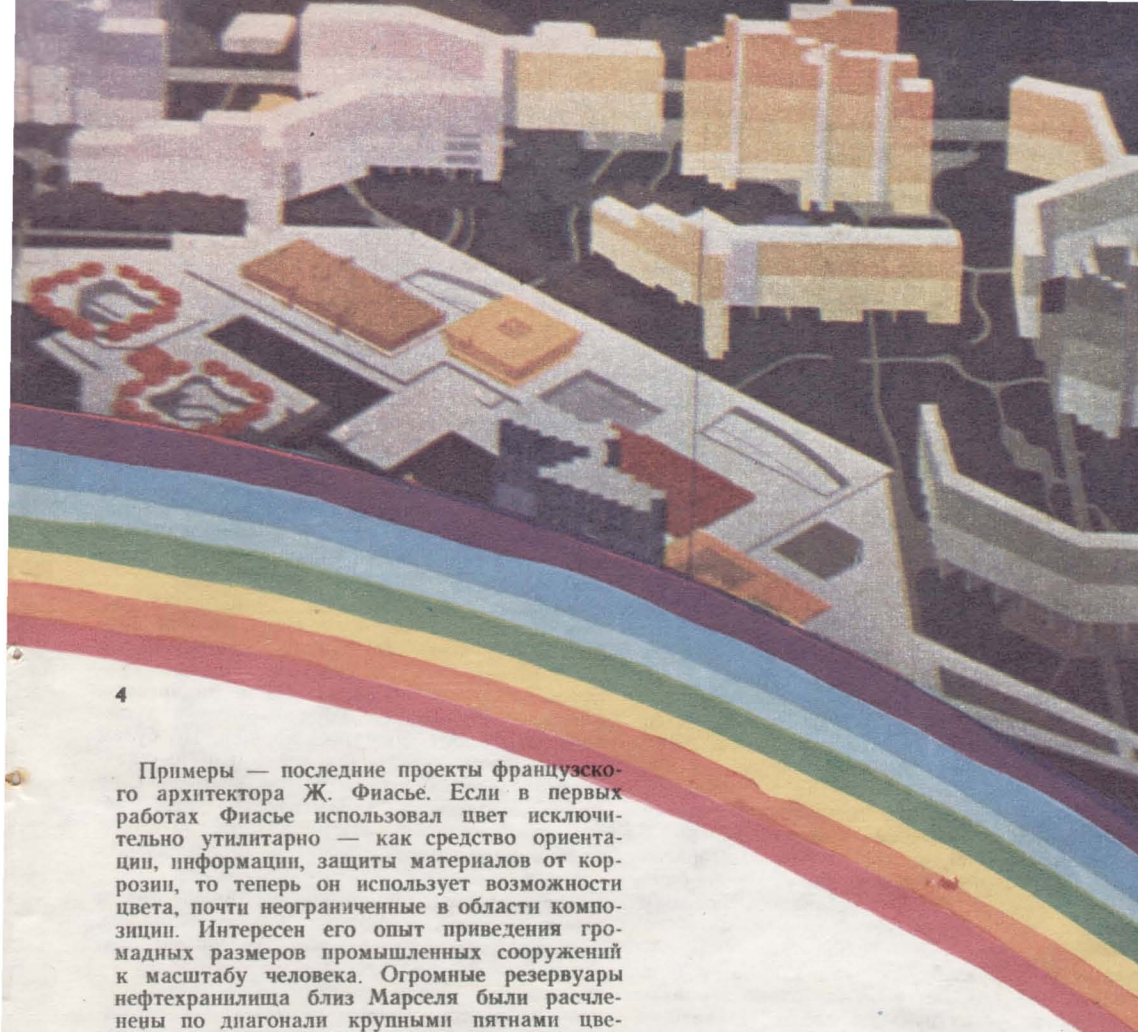 4
Примеры — последние проекты французско-
го архитектора Ж. Фиасье. Если в первых
работах Фиасье использовал цвет исключи-
тельно утилитарно — как средство ориента-
ции, информации, защиты материалов от кор-
розии, то теперь он использует возможности
цвета, почти неограниченные в области компо-
зиции. Интересен его опыт приведения гро-
мадных размеров промышленных сооружений
к масштабу человека. Огромные резервуары
нефтехранилища близ Марселя были расчле-
нены по диагонали крупными пятнами цве-